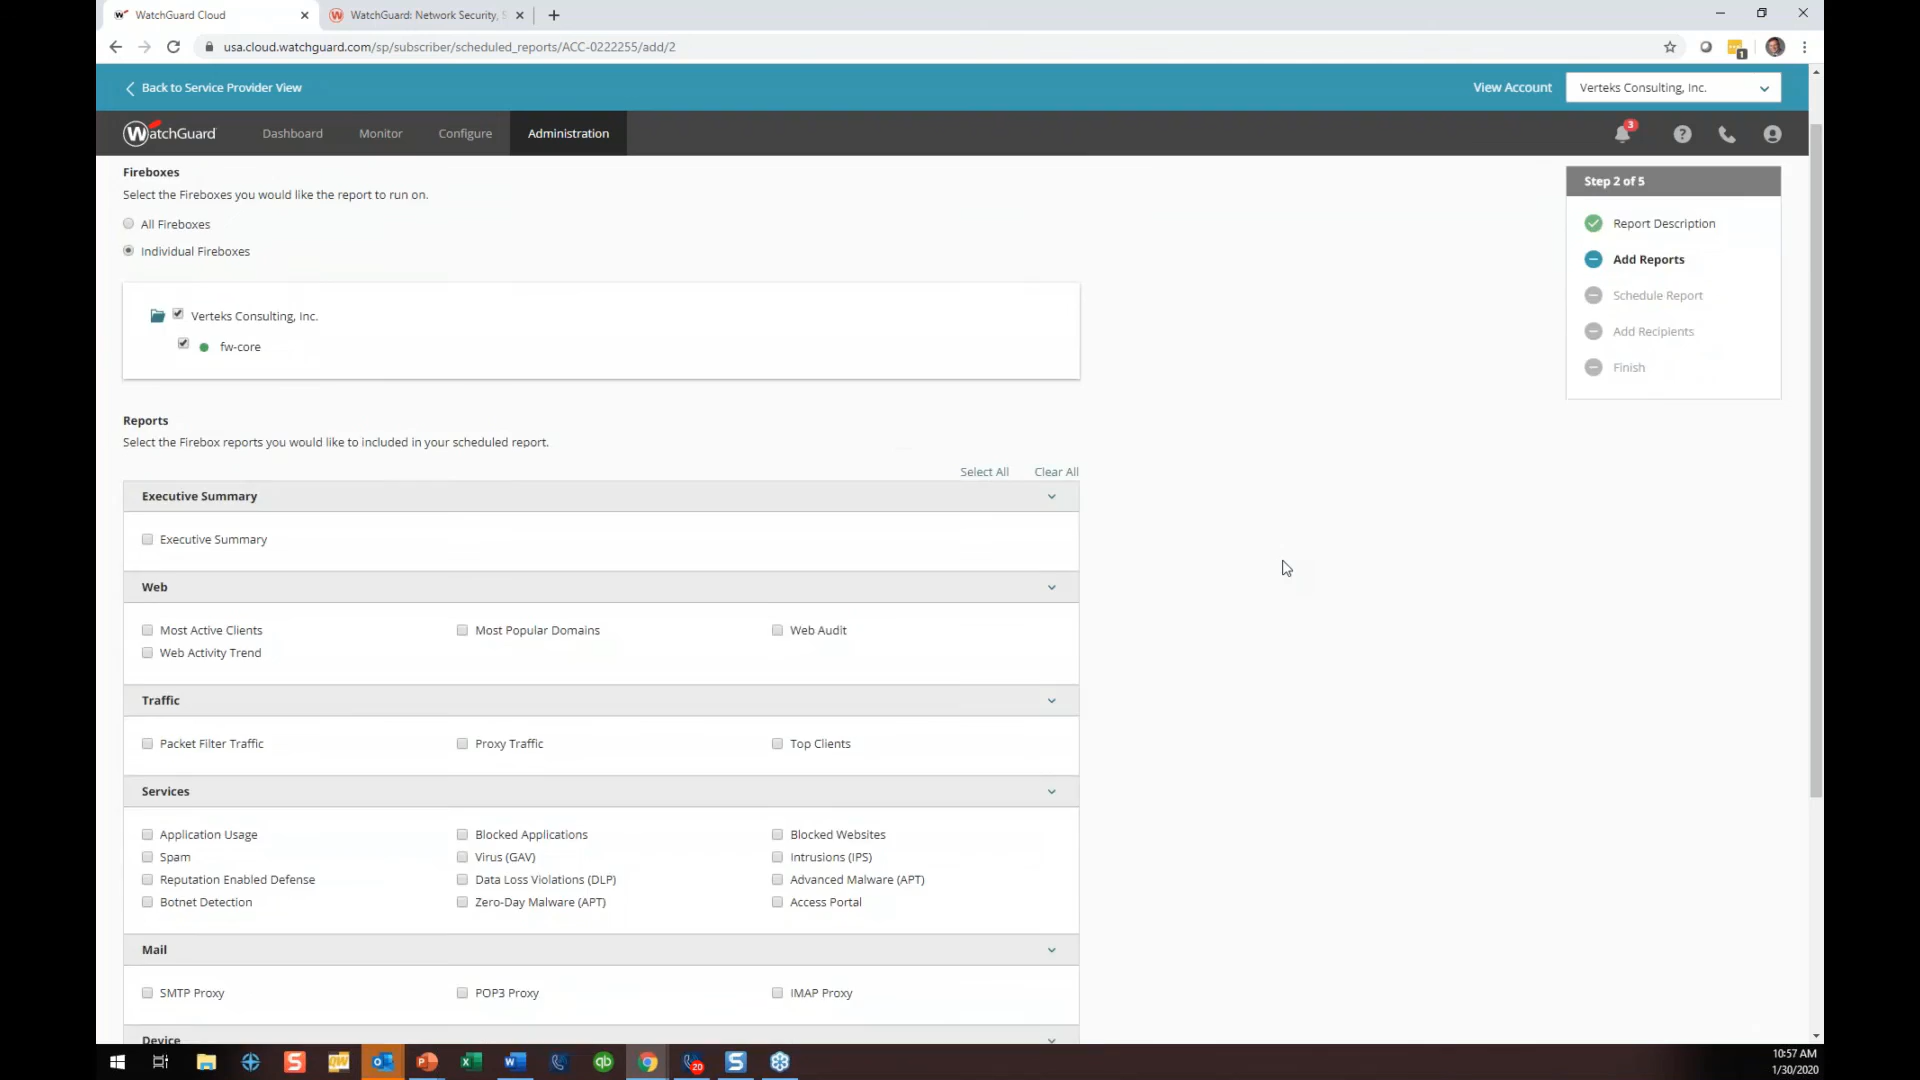 WatchGuard Cloud
WatchGuard: Network Security, S
usa.cloud.watchguard.com/sp/subscriber/scheduled_reports/ACC-0222255/add/2
1
Back to Service Provider View
View Account
Verteks Consulting, Inc.
WatchGuard
Dashboard
Monitor
Configure
Administration
3
Fireboxes
Select the Fireboxes you would like the report to run on.
All Fireboxes
Individual Fireboxes
Verteks Consulting, Inc.
fw-core
Step 2 of 5
Report Description
Add Reports
Schedule Report
Add Recipients
Finish
Reports
Select the Firebox reports you would like to included in your scheduled report.
Select All
Clear All
Executive Summary
Executive Summary
Web
Most Active Clients
Most Popular Domains
Web Audit
Web Activity Trend
Traffic
Packet Filter Traffic
Proxy Traffic
Top Clients
Services
Application Usage
Blocked Applications
Blocked Websites
Spam
Virus (GAV)
Intrusions (IPS)
Reputation Enabled Defense
Data Loss Violations (DLP)
Advanced Malware (APT)
Botnet Detection
Zero-Day Malware (APT)
Access Portal
Mail
SMTP Proxy
POP3 Proxy
IMAP Proxy
Device
20
10:57 AM
1/30/2020